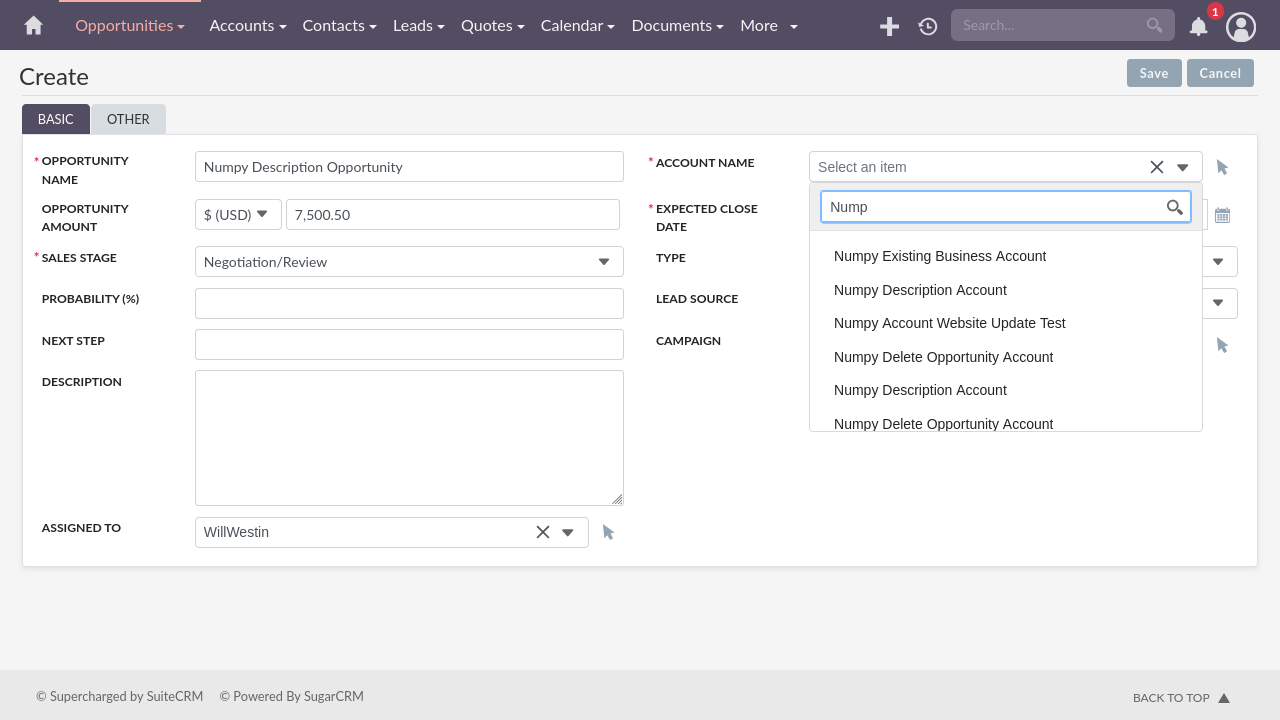 Opportunities Accounts Contacts Leads Quotes Calendar Documents More Search... 1
Create
Save Cancel
BASIC OTHER
* OPPORTUNITY NAME
Numpy Description Opportunity
* ACCOUNT NAME
Select an item
Nump
Numpy Existing Business Account
Numpy Description Account
Numpy Account Website Update Test
Numpy Delete Opportunity Account
Numpy Description Account
Numpy Delete Opportunity Account
OPPORTUNITY AMOUNT
$ (USD) 7,500.50
* EXPECTED CLOSE DATE
* SALES STAGE
Negotiation/Review
TYPE
PROBABILITY (%)
LEAD SOURCE
NEXT STEP
CAMPAIGN
DESCRIPTION
ASSIGNED TO
WillWestin
© Supercharged by SuiteCRM © Powered By SugarCRM
BACK TO TOP